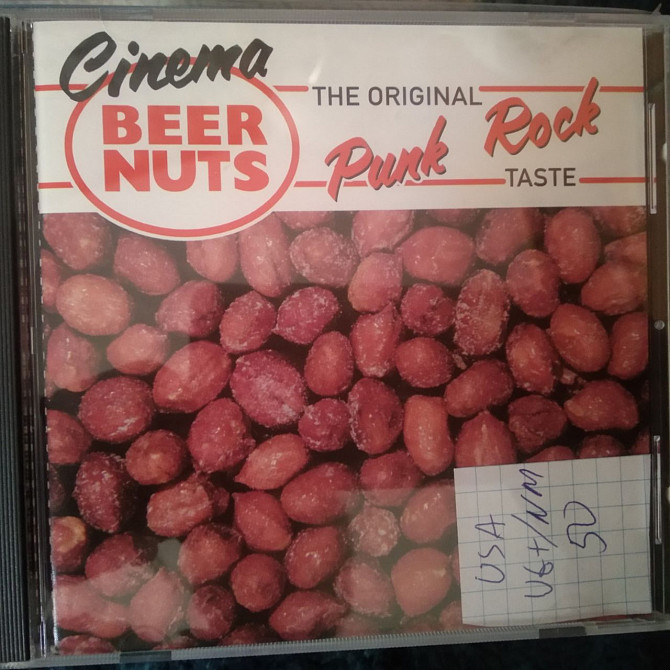 Cinema
BEER
NUTS
THE ORIGINAL
Punk Rock
TASTE
USA
VG+/NM
50